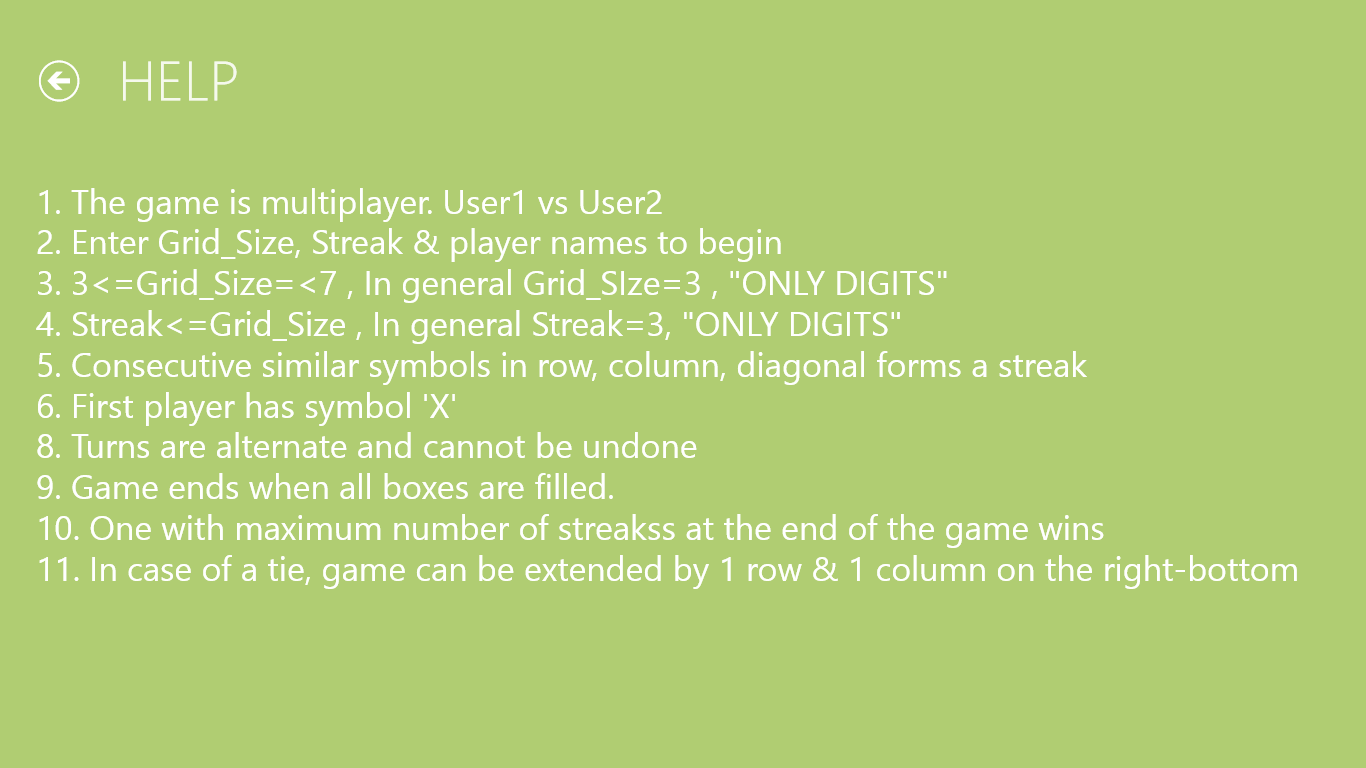 HELP
1. The game is multiplayer. User1 vs User2
2. Enter Grid_Size, Streak & player names to begin
3. 3<=Grid_Size=<7 , In general Grid_SIze=3 , "ONLY DIGITS"
4. Streak<=Grid_Size , In general Streak=3, "ONLY DIGITS"
5. Consecutive similar symbols in row, column, diagonal forms a streak
6. First player has symbol 'X'
8. Turns are alternate and cannot be undone
9. Game ends when all boxes are filled.
10. One with maximum number of streakss at the end of the game wins
11. In case of a tie, game can be extended by 1 row & 1 column on the right-bottom